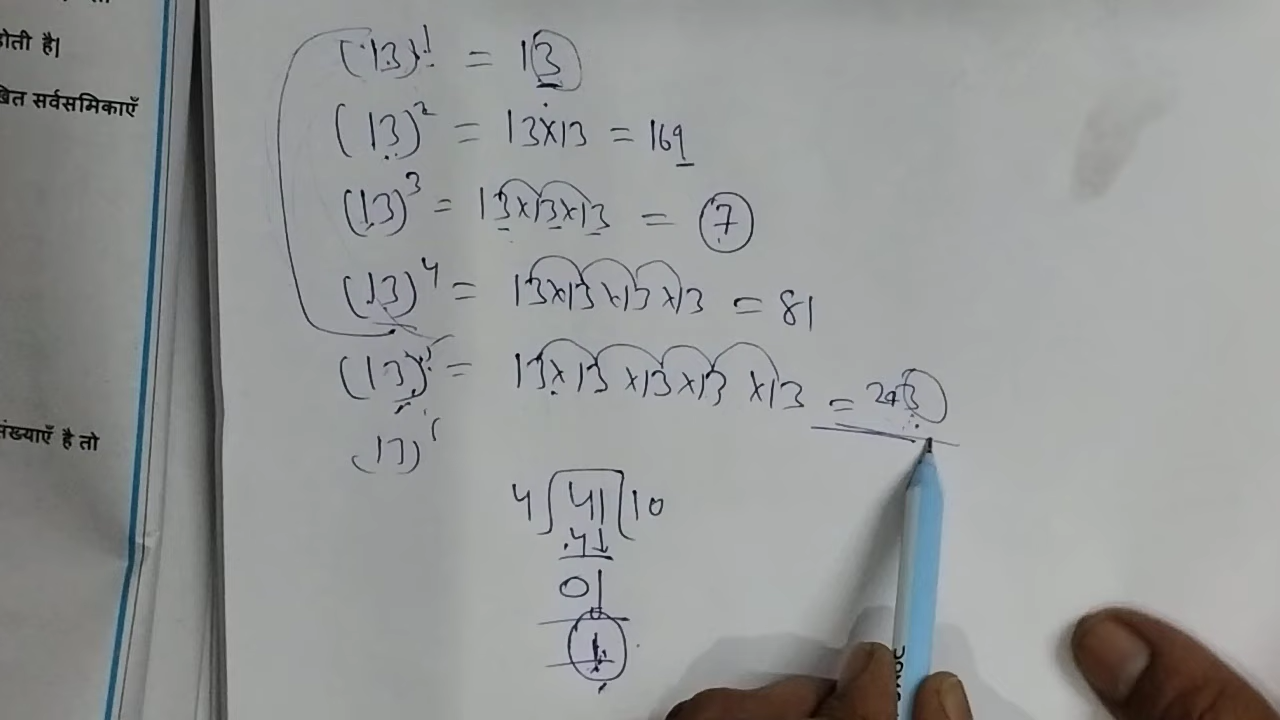 होती है।
सर्वसमिकाएँ
संख्याएँ है तो
(13)¹ = 13
(13)² = 13×13 = 169
(13)³ = 13×13×13 = 7
(13)⁴ = 13×13×13×13 = 81
(13)⁵ = 13×13×13×13×13 = 243
4 41 10
4
01
0
1